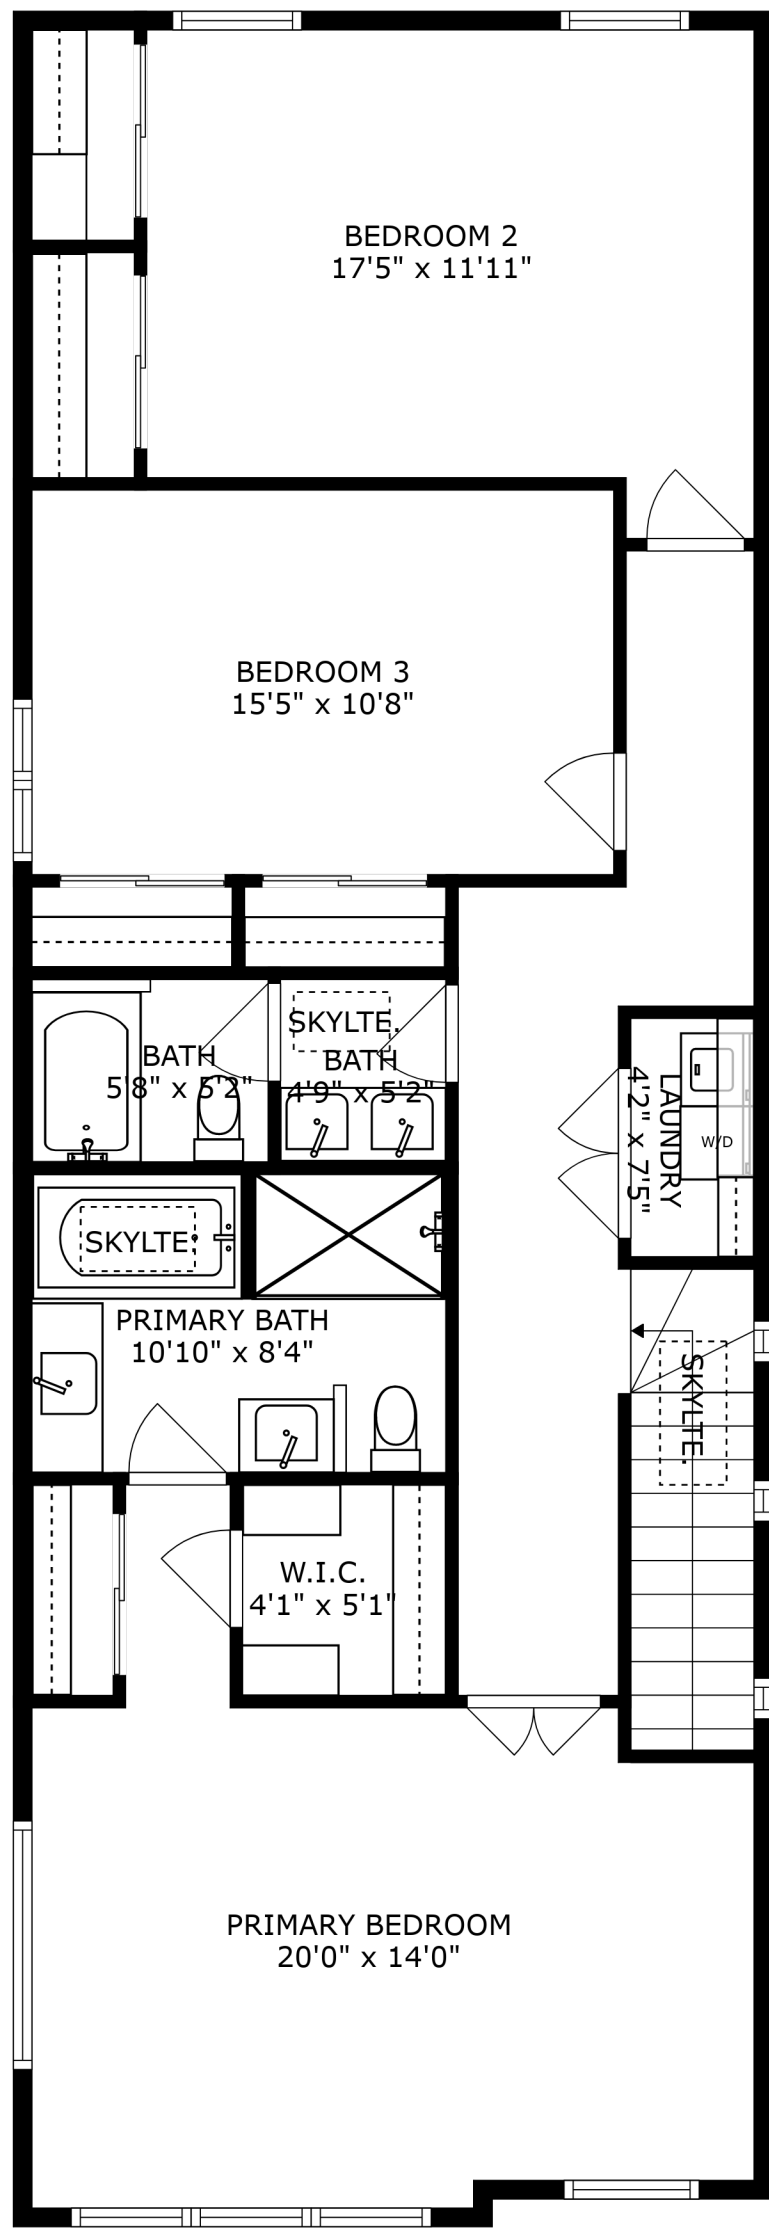 BEDROOM 2
17'5" x 11'11"
BEDROOM 3
15'5" x 10'8"
SKYLTE.
BATH
5'8" x 5'2"
BATH
4'9" x 5'2"
LAUNDRY
4'2" x 7'5"
W/D
SKYLTE.
PRIMARY BATH
10'10" x 8'4"
SKYLTE.
W.I.C.
4'1" x 5'1"
PRIMARY BEDROOM
20'0" x 14'0"